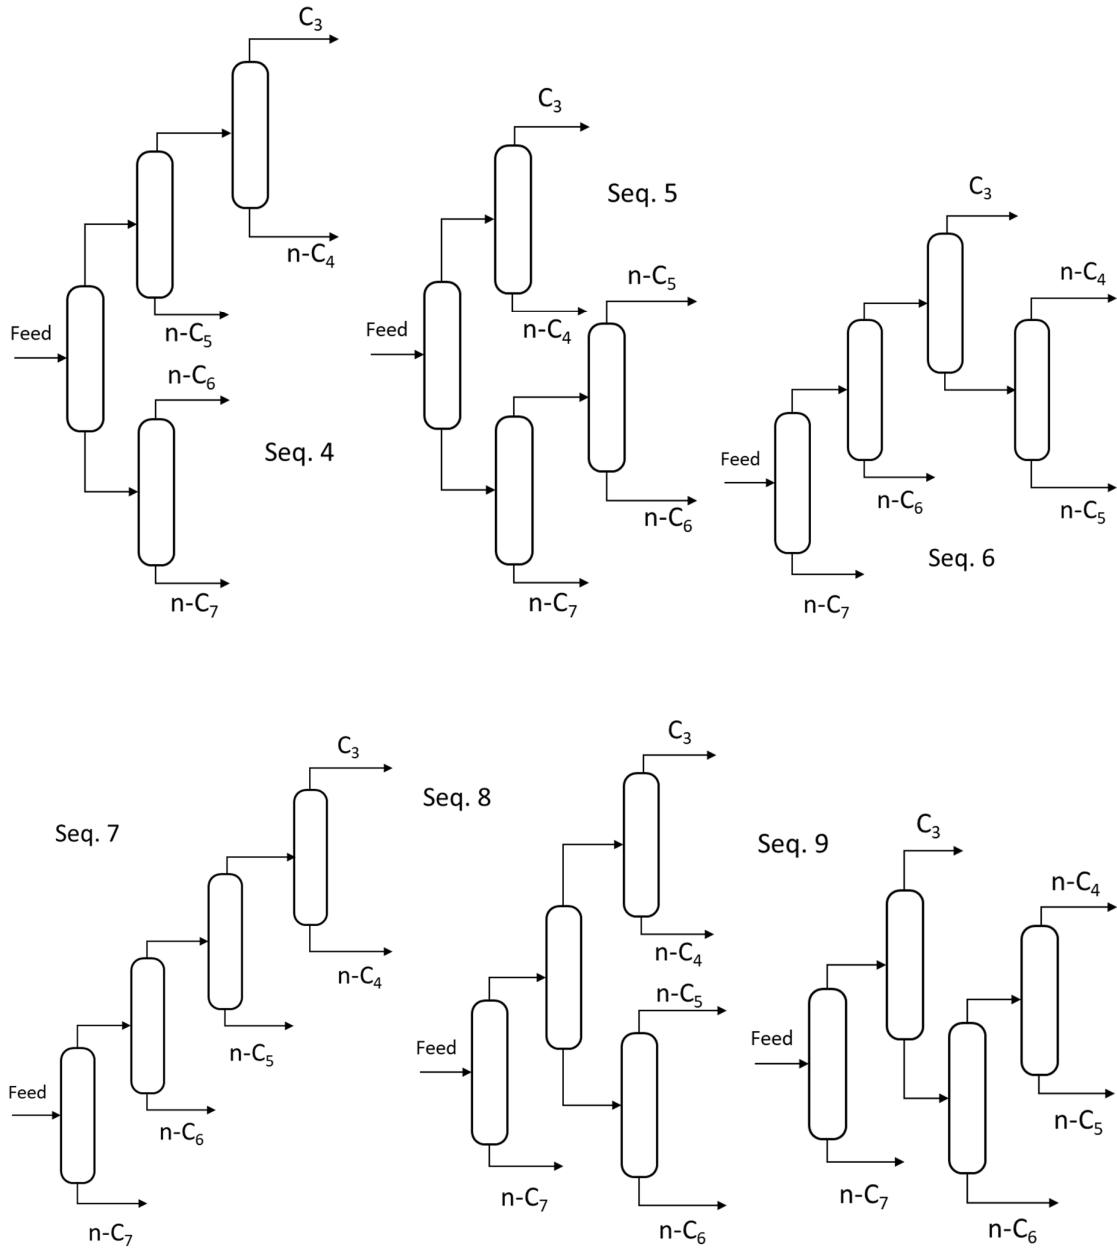 C₃
n-C₄
Feed
n-C₅
n-C₆
Seq. 4
n-C₇
C₃
Seq. 5
n-C₅
Feed
n-C₄
n-C₆
n-C₇
C₃
n-C₄
Feed
n-C₆
n-C₅
Seq. 6
n-C₇
C₃
Seq. 7
n-C₄
n-C₅
Feed
n-C₆
n-C₇
C₃
Seq. 8
n-C₄
n-C₅
Feed
n-C₇
n-C₆
C₃
Seq. 9
n-C₄
Feed
n-C₅
n-C₇
n-C₆